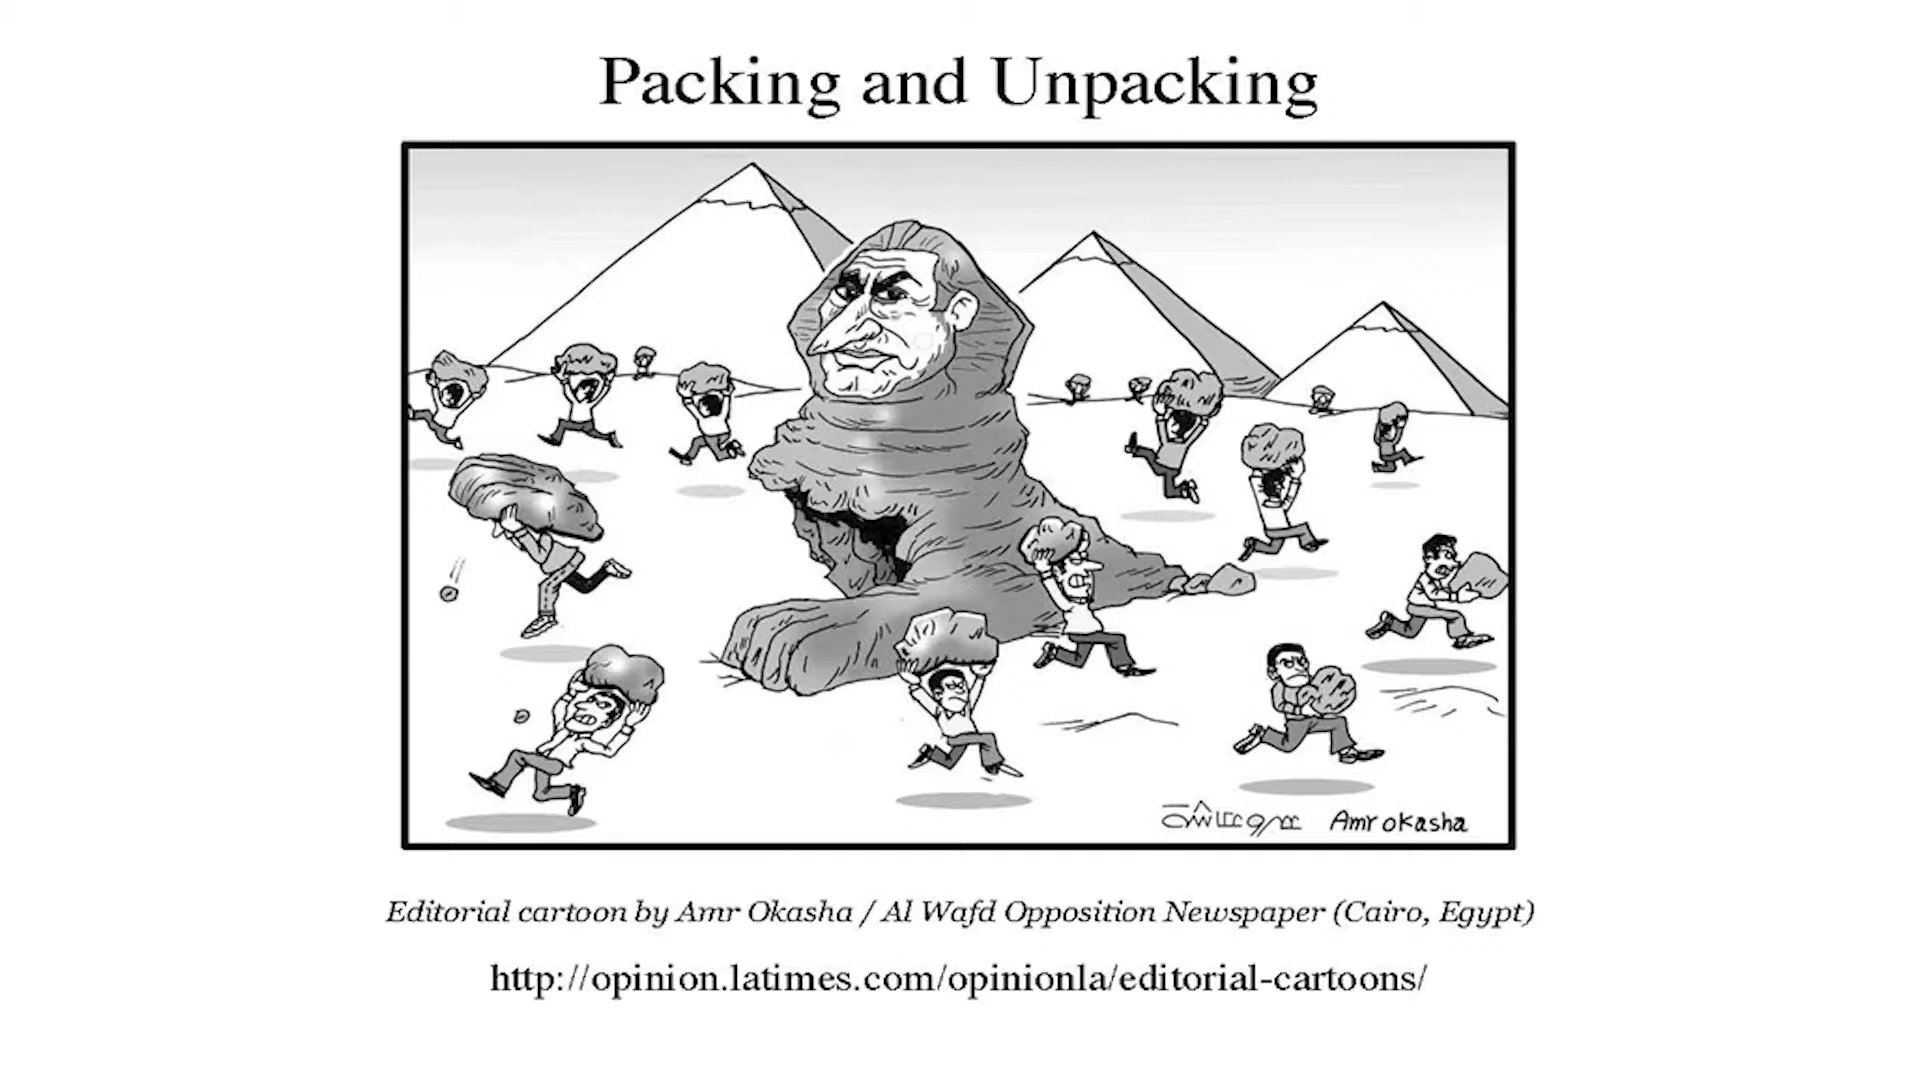 Packing and Unpacking
Amr okasha
Editorial cartoon by Amr Okasha / Al Wafd Opposition Newspaper (Cairo, Egypt)
http://opinion.latimes.com/opinionla/editorial-cartoons/